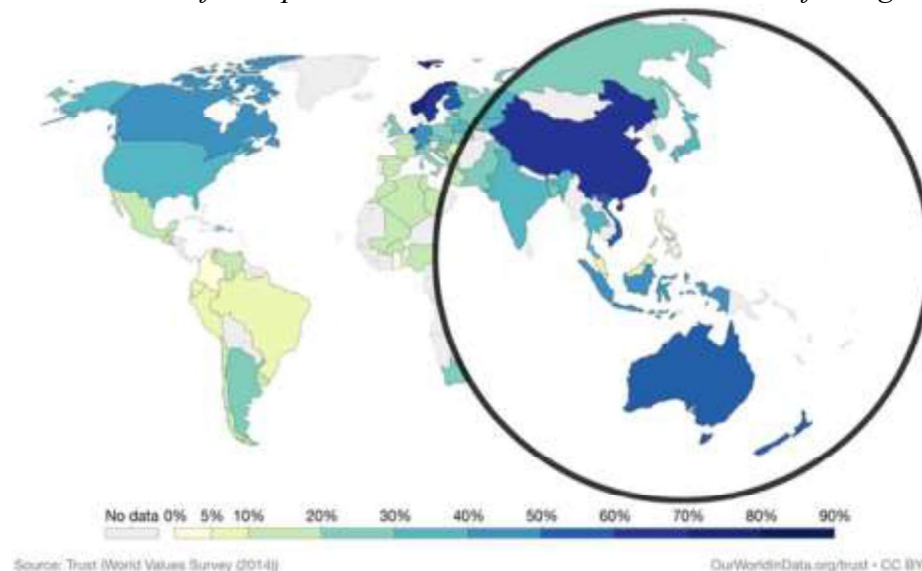 No data 0% 5% 10% 20% 30% 40% 50% 60% 70% 80% 90%
Source: Trust (World Values Survey (2014))
OurWorldInData.org/trust • CC BY